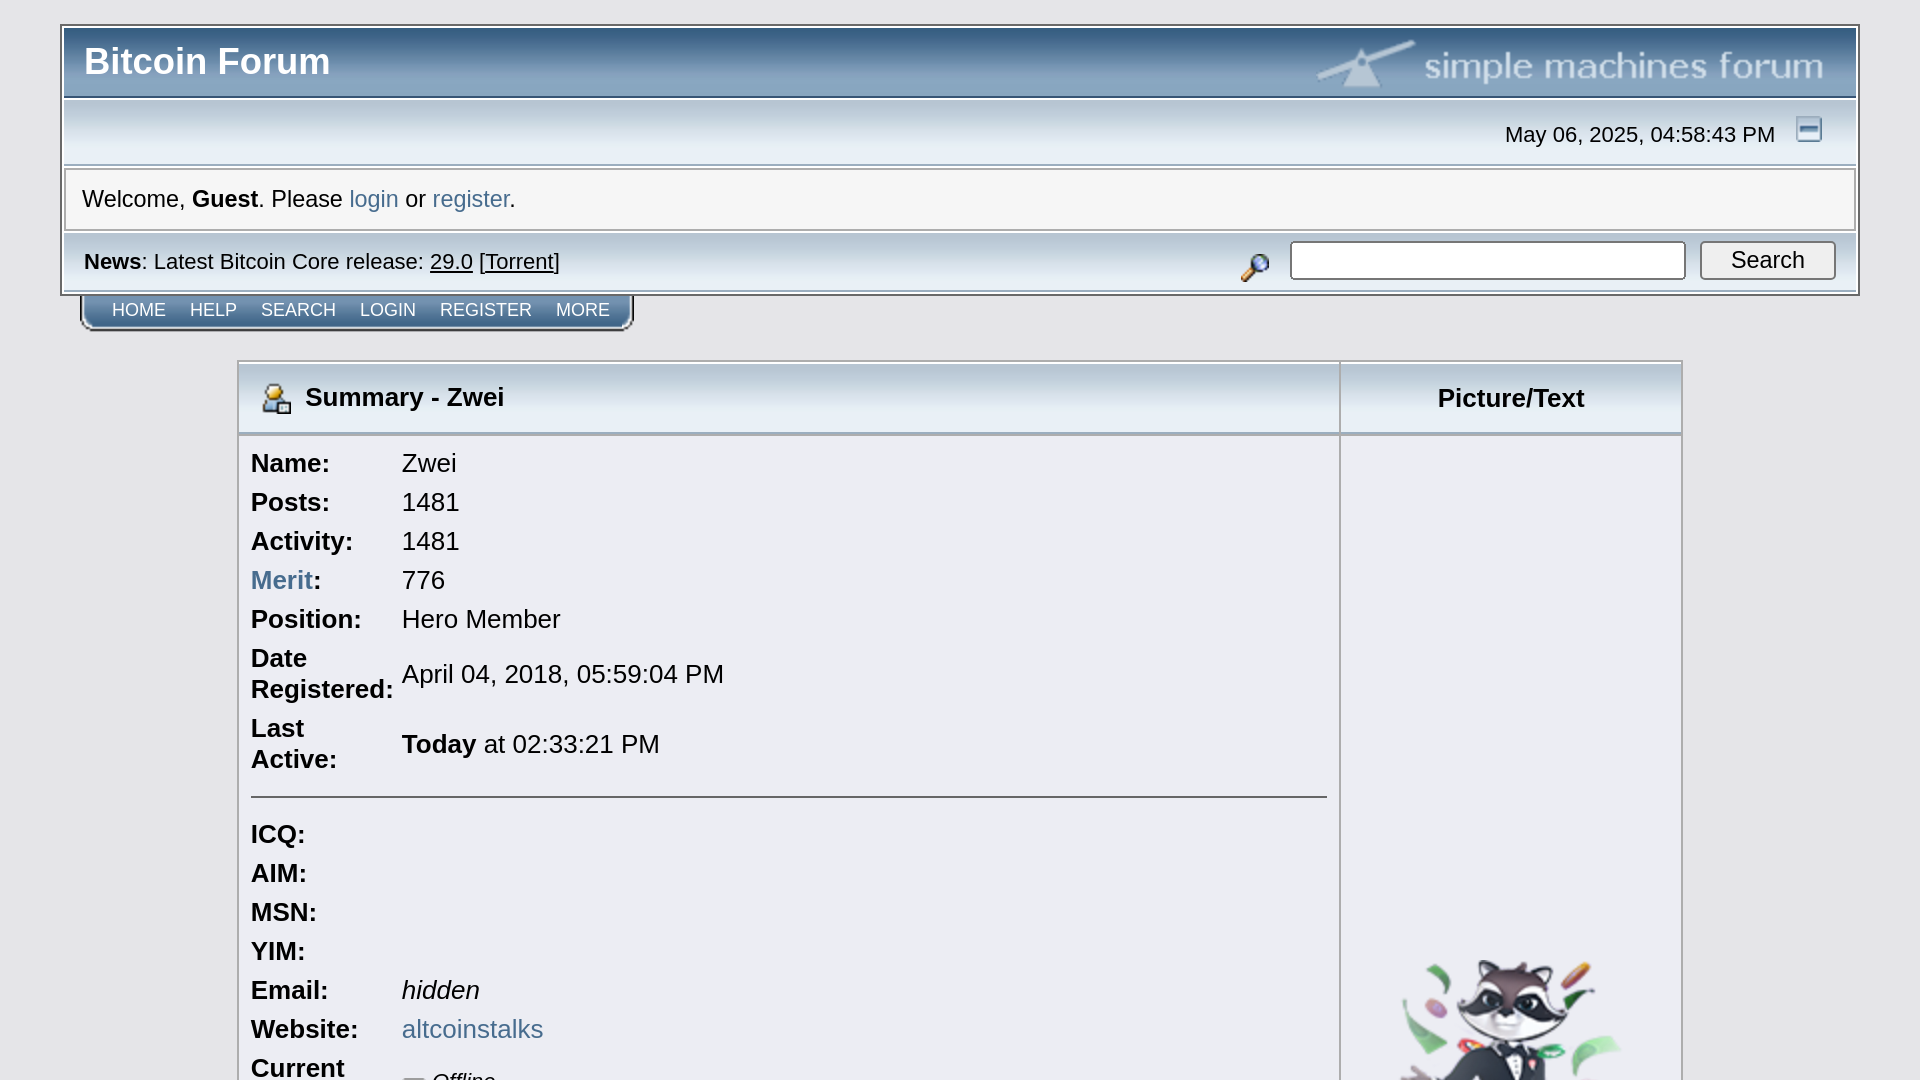 Bitcoin Forum
simple machines forum
May 06, 2025, 04:58:43 PM
Welcome, Guest. Please login or register.
News: Latest Bitcoin Core release: 29.0 [Torrent]
Search
HOME HELP SEARCH LOGIN REGISTER MORE
Summary - Zwei
Picture/Text
Name: Zwei
Posts: 1481
Activity: 1481
Merit: 776
Position: Hero Member
Date
Registered: April 04, 2018, 05:59:04 PM
Last
Active: Today at 02:33:21 PM
ICQ:
AIM:
MSN:
YIM:
Email: hidden
Website: altcoinstalks
Current
Offline